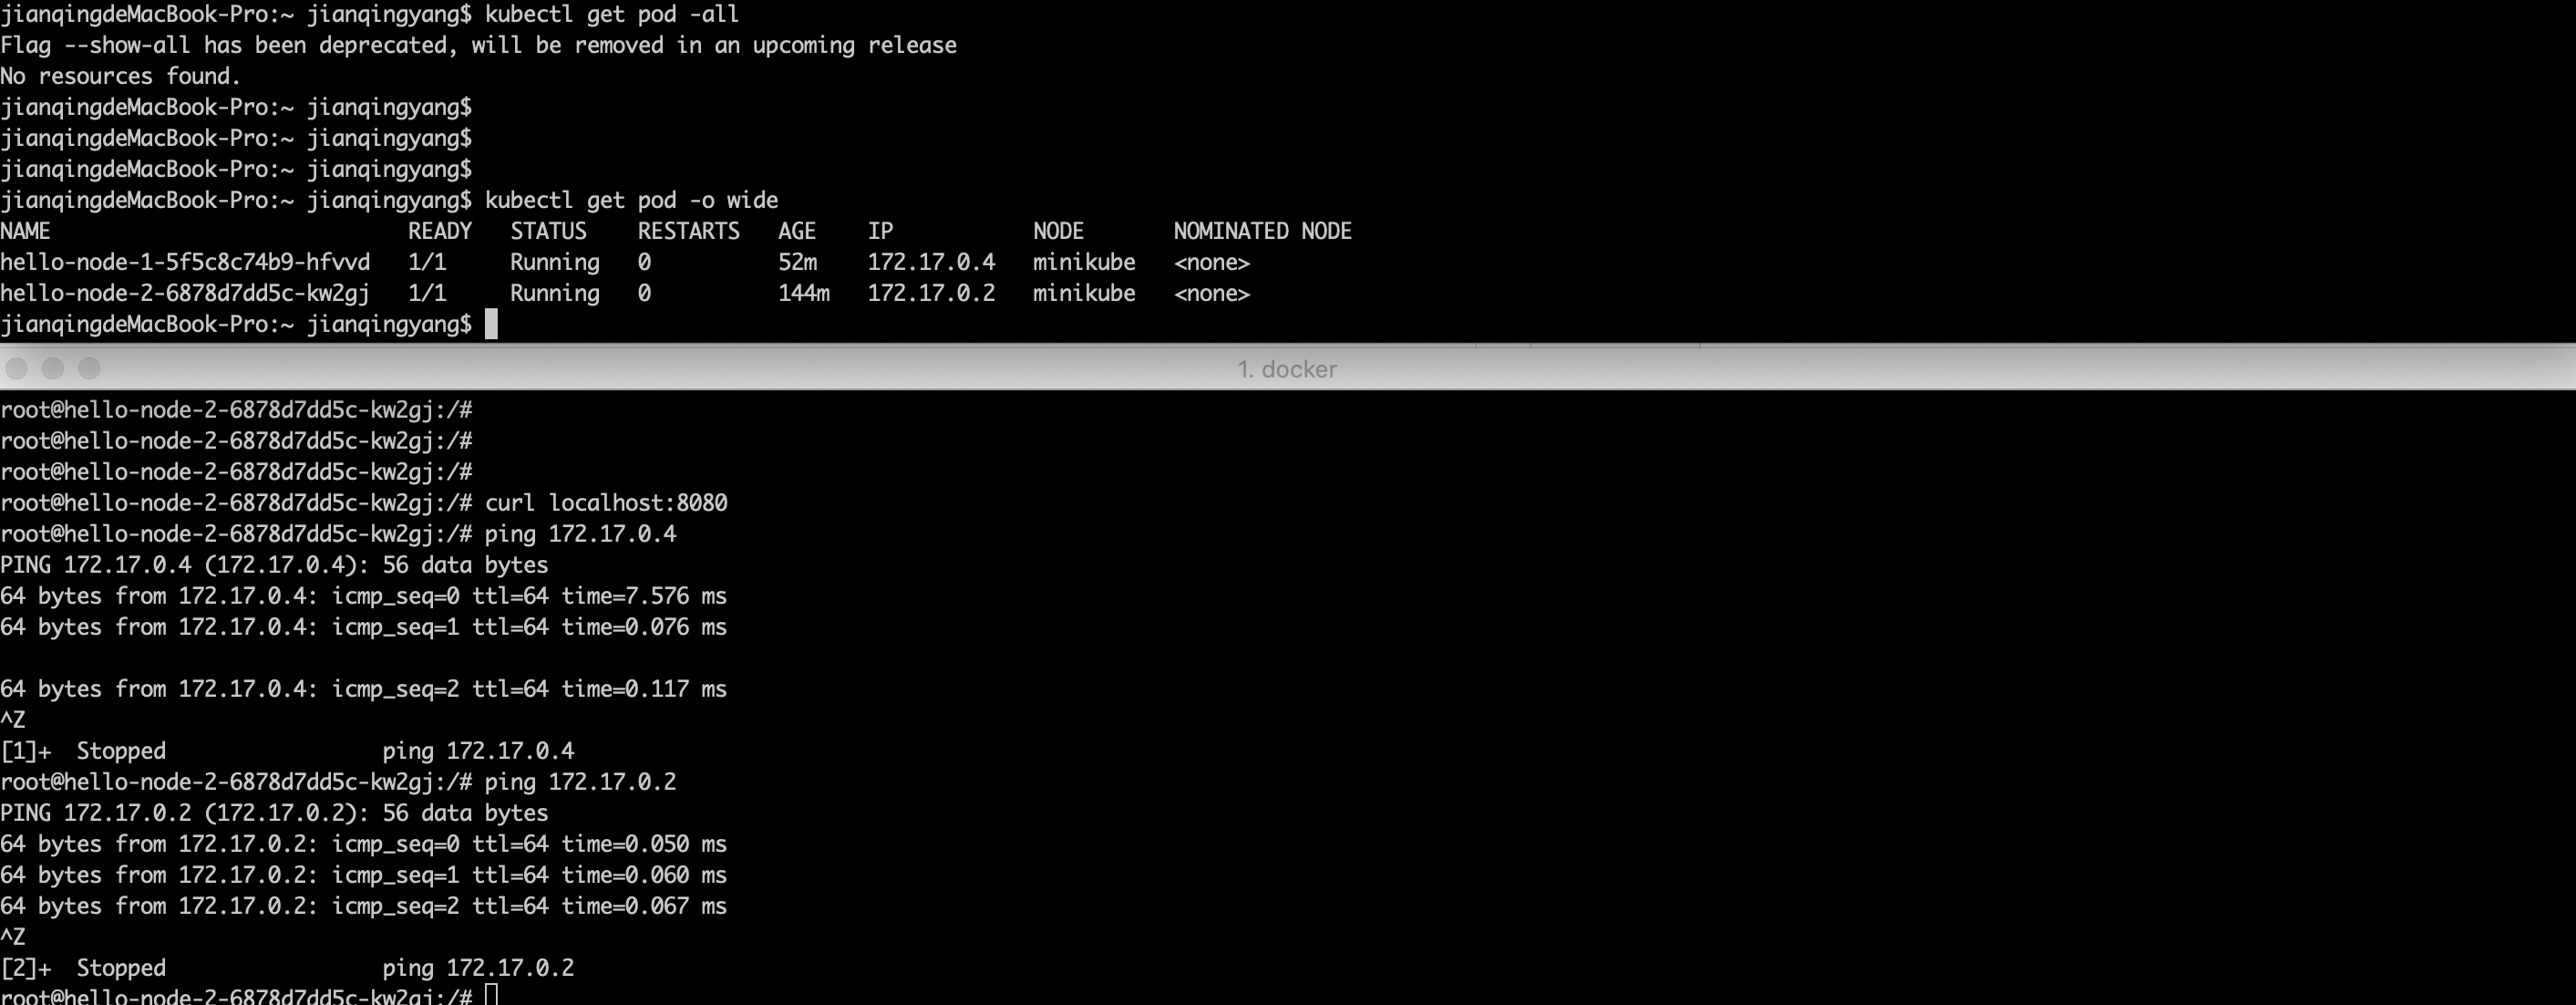 jianqingdeMacBook-Pro:~ jianqingyang$ kubectl get pod -all
Flag --show-all has been deprecated, will be removed in an upcoming release
No resources found.
jianqingdeMacBook-Pro:~ jianqingyang$
jianqingdeMacBook-Pro:~ jianqingyang$
jianqingdeMacBook-Pro:~ jianqingyang$
jianqingdeMacBook-Pro:~ jianqingyang$ kubectl get pod -o wide
NAME READY STATUS RESTARTS AGE IP NODE NOMINATED NODE
hello-node-1-5f5c8c74b9-hfvvd 1/1 Running 0 52m 172.17.0.4 minikube <none>
hello-node-2-6878d7dd5c-kw2gj 1/1 Running 0 144m 172.17.0.2 minikube <none>
jianqingdeMacBook-Pro:~ jianqingyang$
1. docker
root@hello-node-2-6878d7dd5c-kw2gj:/#
root@hello-node-2-6878d7dd5c-kw2gj:/#
root@hello-node-2-6878d7dd5c-kw2gj:/#
root@hello-node-2-6878d7dd5c-kw2gj:/# curl localhost:8080
root@hello-node-2-6878d7dd5c-kw2gj:/# ping 172.17.0.4
PING 172.17.0.4 (172.17.0.4): 56 data bytes
64 bytes from 172.17.0.4: icmp_seq=0 ttl=64 time=7.576 ms
64 bytes from 172.17.0.4: icmp_seq=1 ttl=64 time=0.076 ms
64 bytes from 172.17.0.4: icmp_seq=2 ttl=64 time=0.117 ms
^Z
[1]+  Stopped ping 172.17.0.4
root@hello-node-2-6878d7dd5c-kw2gj:/# ping 172.17.0.2
PING 172.17.0.2 (172.17.0.2): 56 data bytes
64 bytes from 172.17.0.2: icmp_seq=0 ttl=64 time=0.050 ms
64 bytes from 172.17.0.2: icmp_seq=1 ttl=64 time=0.060 ms
64 bytes from 172.17.0.2: icmp_seq=2 ttl=64 time=0.067 ms
^Z
[2]+  Stopped ping 172.17.0.2
root@hello-node-2-6878d7dd5c-kw2gj:/#